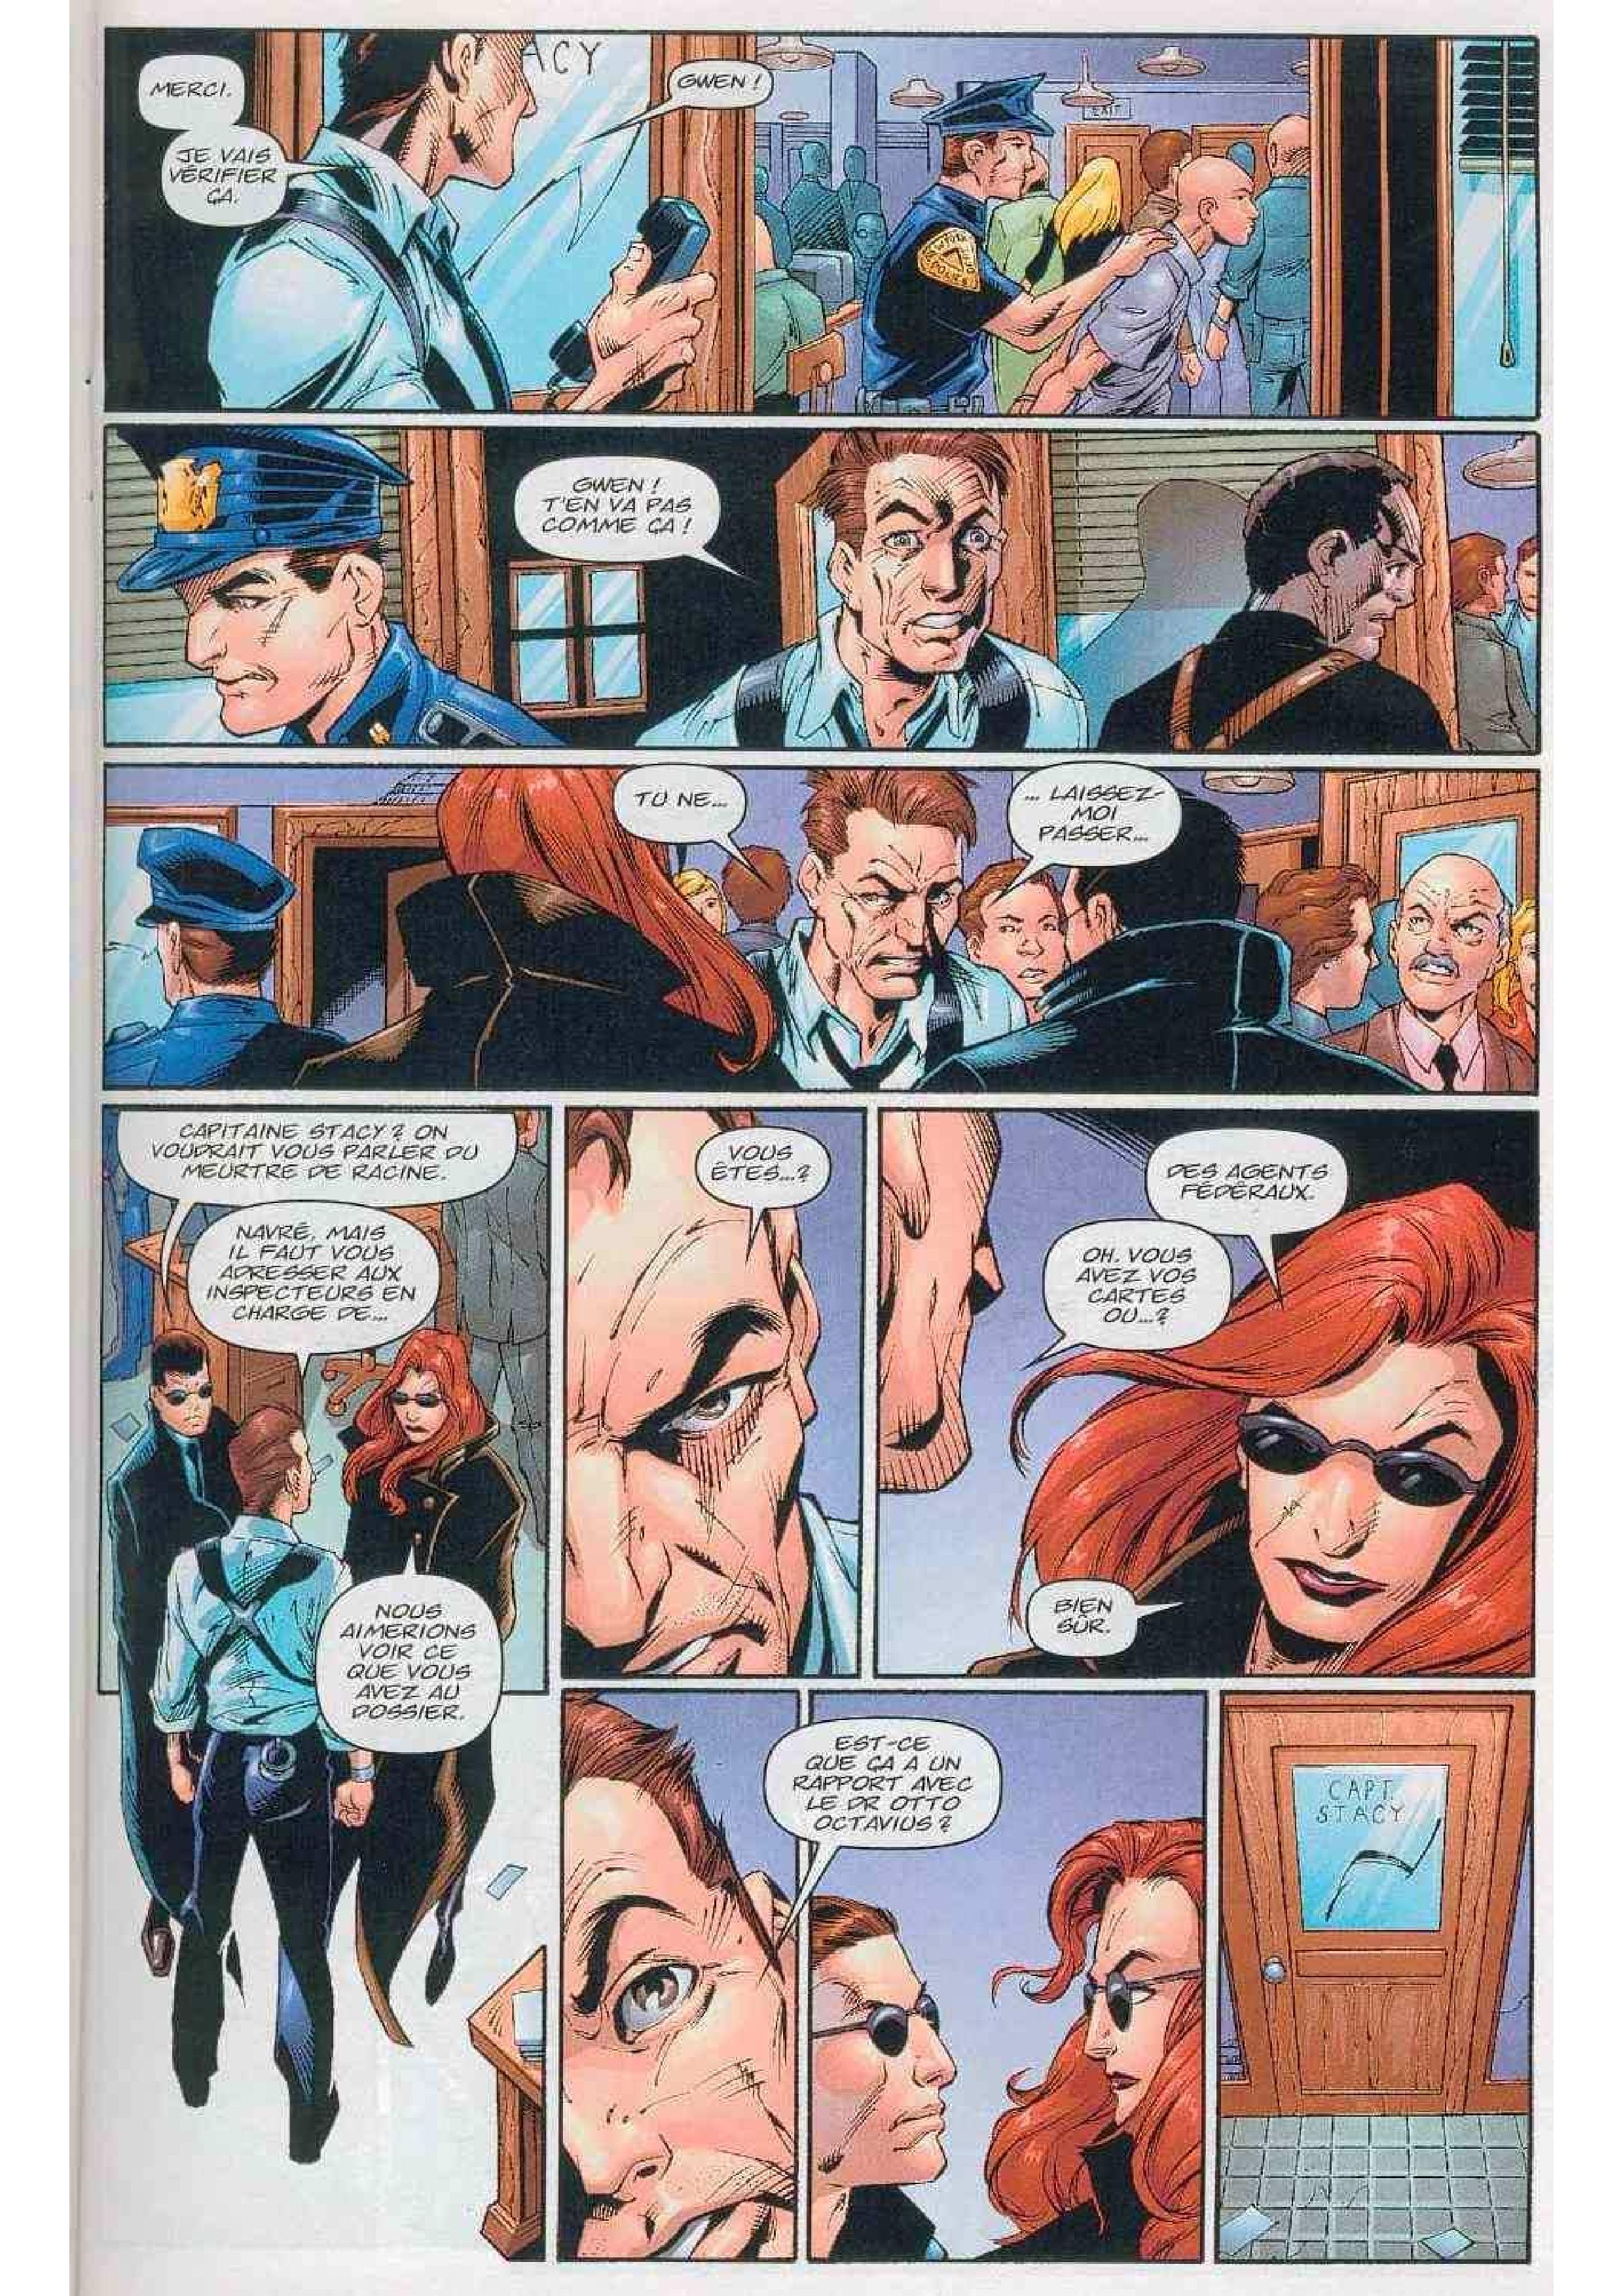 MERCI.
JE VAIS
VÉRIFIER
ÇA.
ACY
GWEN !
EXIT
GWEN !
T'EN VA PAS
COMME ÇA !
TU NE...
... LAISSEZ-
MOI
PASSER...
CAPITAINE STACY ? ON
VOUDRAIT VOUS PARLER DU
MEURTRE DE RACINE.
NAVRÉ, MAIS
IL FAUT VOUS
ADRESSER AUX
INSPECTEURS EN
CHARGE DE...
NOUS
AIMERIONS
VOIR CE
QUE VOUS
AVEZ AU
DOSSIER.
VOUS
ÊTES...?
DES AGENTS
FÉDÉRAUX.
OH. VOUS
AVEZ VOS
CARTES
OU...?
BIEN
SÛR.
EST-CE
QUE ÇA A UN
RAPPORT AVEC
LE DR OTTO
OCTAVIUS ?
CAPT.
STACY